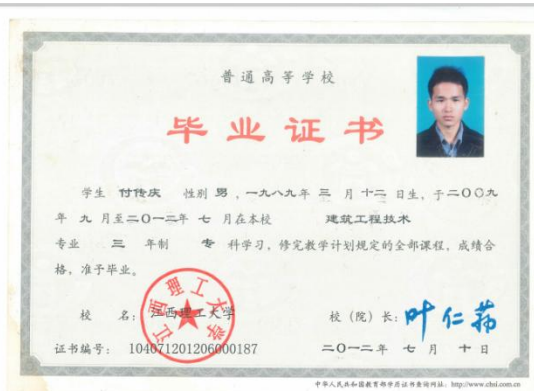 普通高等学校
毕业证书
学生 付传庆 性别 男 ，一九八九年 三 月 十二 日生，于二〇〇九
年 九 月至二〇一二年 七 月在本校 建筑工程技术
专业 三 年制 专 科学习，修完教学计划规定的全部课程，成绩合
格，准予毕业。
校 名：江西理工大学
江西理工大学
校（院）长：叶仁荪
证书编号：104071201206000187
二〇一二年 七 月 十 日
中华人民共和国教育部学历证书查询网址：http://www.chsi.com.cn